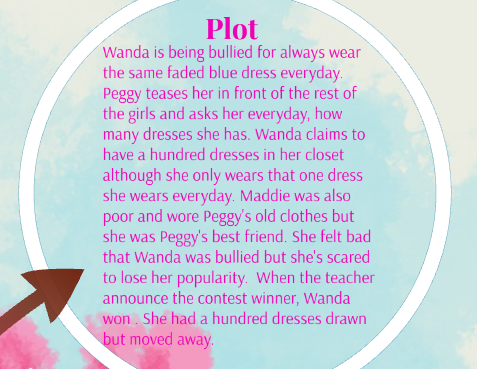 Plot
Wanda is being bullied for always wear
the same faded blue dress everyday.
Peggy teases her in front of the rest of
the girls and asks her everyday, how
many dresses she has. Wanda claims to
have a hundred dresses in her closet
although she only wears that one dress
she wears everyday. Maddie was also
poor and wore Peggy's old clothes but
she was Peggy's best friend. She felt bad
that Wanda was bullied but she's scared
to lose her popularity.  When the teacher
announce the contest winner, Wanda
won . She had a hundred dresses drawn
but moved away.